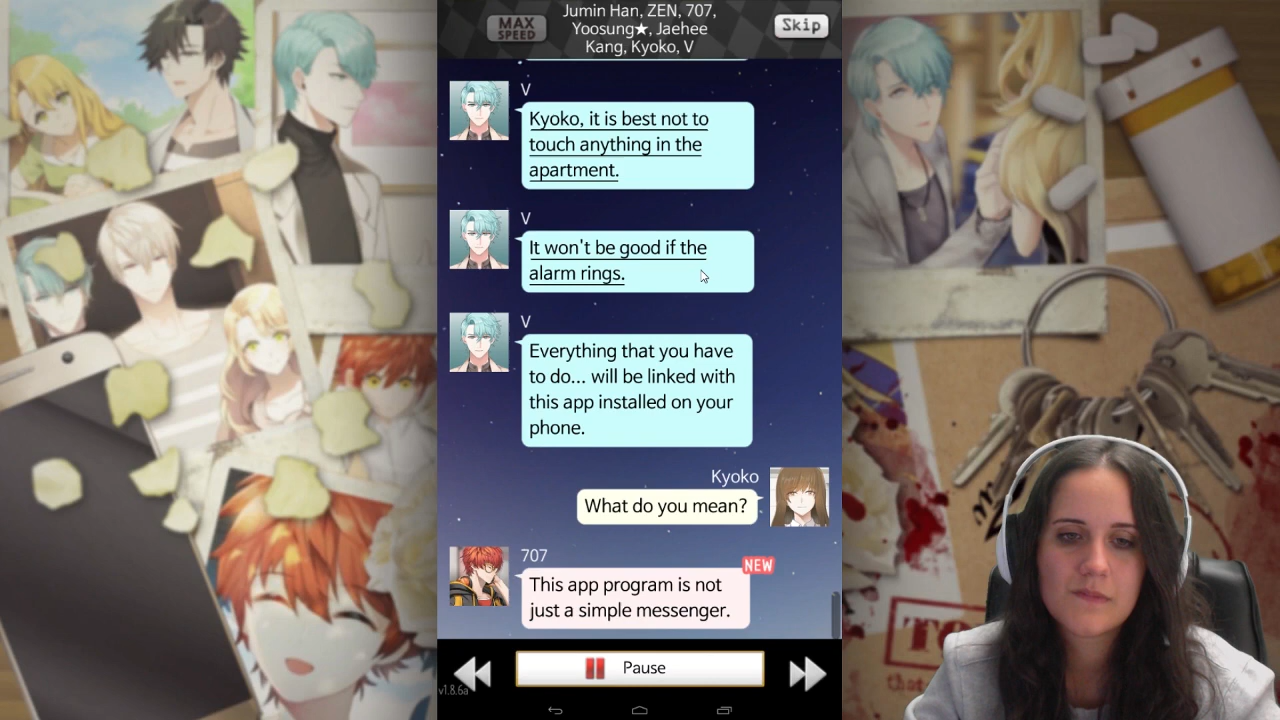 MAX
SPEED
Jumin Han, ZEN, 707,
Yoosung★, Jaehee
Kang, Kyoko, V
Skip
V
Kyoko, it is best not to
touch anything in the
apartment.
V
It won't be good if the
alarm rings.
V
Everything that you have
to do... will be linked with
this app installed on your
phone.
Kyoko
What do you mean?
707
NEW
This app program is not
just a simple messenger.
Pause
v1.8.6a
TO
that